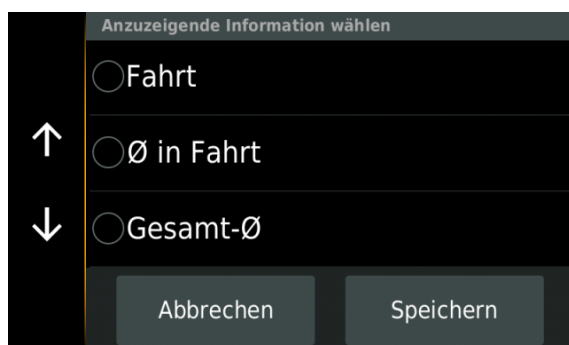 Anzuzeigende Information wählen
Fahrt
Ø in Fahrt
Gesamt-Ø
Abbrechen
Speichern